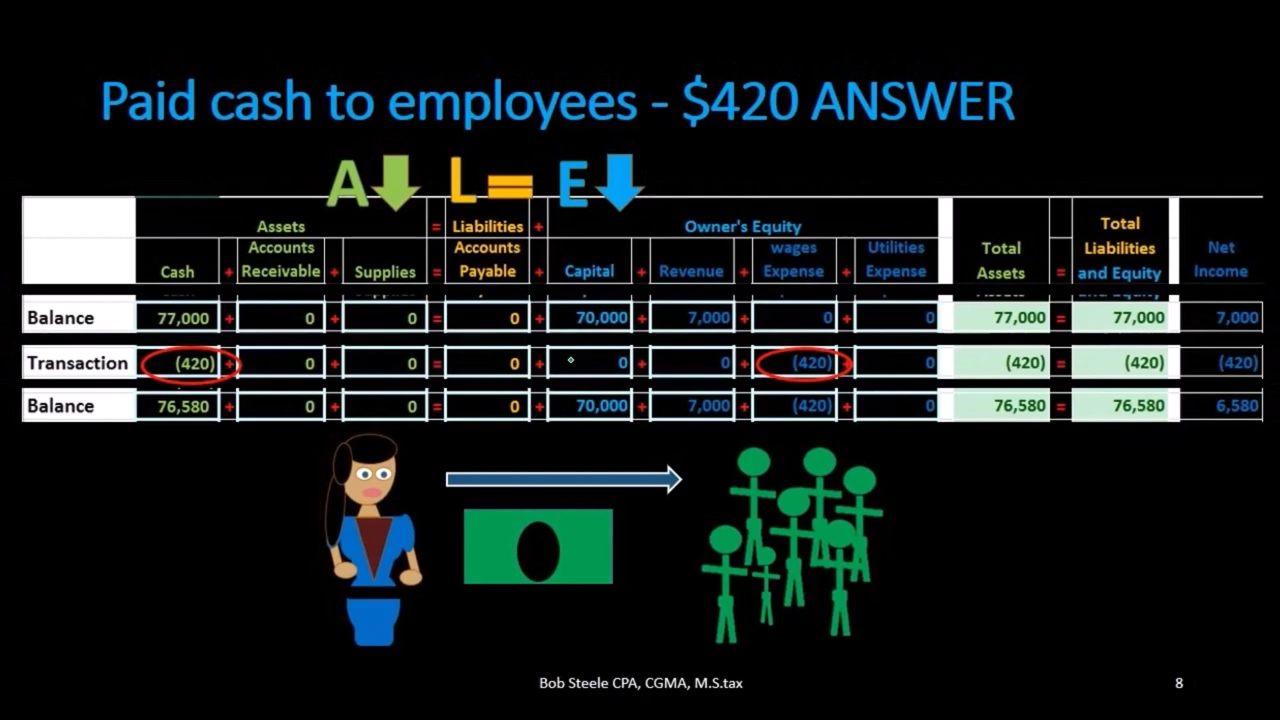 Paid cash to employees - $420 ANSWER
A L = E
Assets = Liabilities + Owner's Equity
Cash + Accounts Receivable + Supplies = Accounts Payable + Capital + Revenue + wages Expense + Utilities Expense Total Assets = Total Liabilities and Equity Net Income
Balance 77,000 + 0 + 0 = 0 + 70,000 + 7,000 + 0 + 0 77,000 = 77,000 7,000
Transaction (420) + 0 + 0 = 0 + 0 + 0 + (420) + 0 (420) = (420) (420)
Balance 76,580 + 0 + 0 = 0 + 70,000 + 7,000 + (420) + 0 76,580 = 76,580 6,580
Bob Steele CPA, CGMA, M.S.tax
8